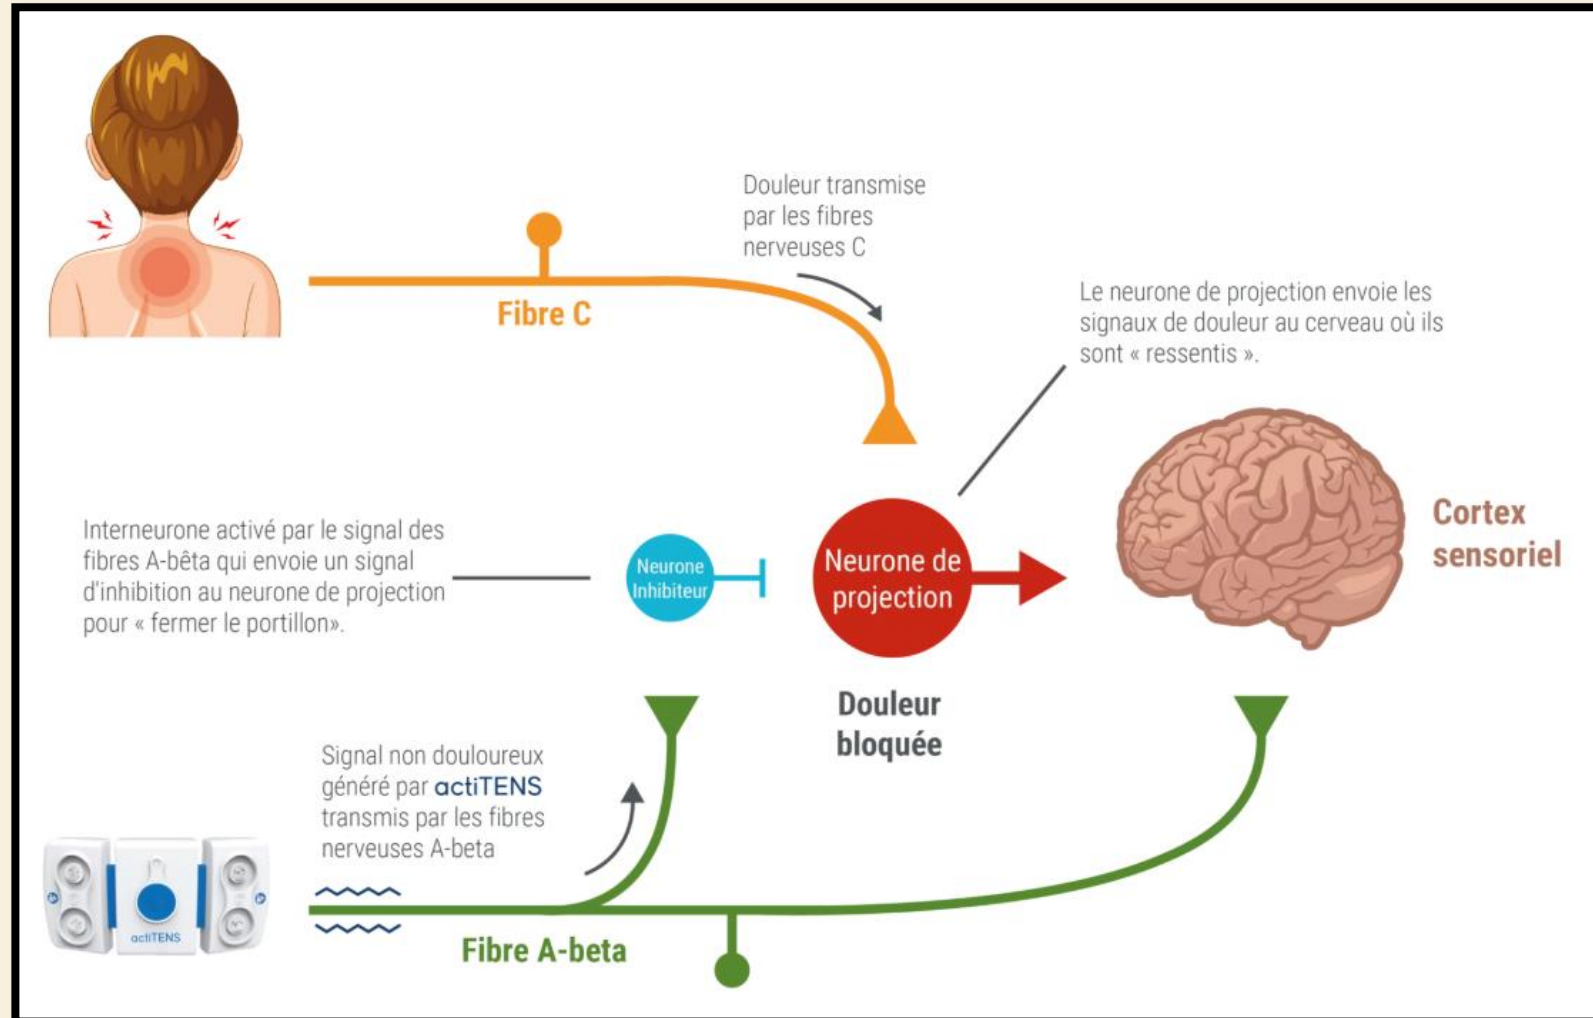 Douleur transmise
par les fibres
nerveuses C
Fibre C
Le neurone de projection envoie les
signaux de douleur au cerveau où ils
sont « ressentis ».
Interneurone activé par le signal des
fibres A-bêta qui envoie un signal
d'inhibition au neurone de projection
pour « fermer le portillon».
Neurone
Inhibiteur
Neurone de
projection
Cortex
sensoriel
Douleur
bloquée
Signal non douloureux
généré par actiTENS
transmis par les fibres
nerveuses A-beta
actiTENS
Fibre A-beta